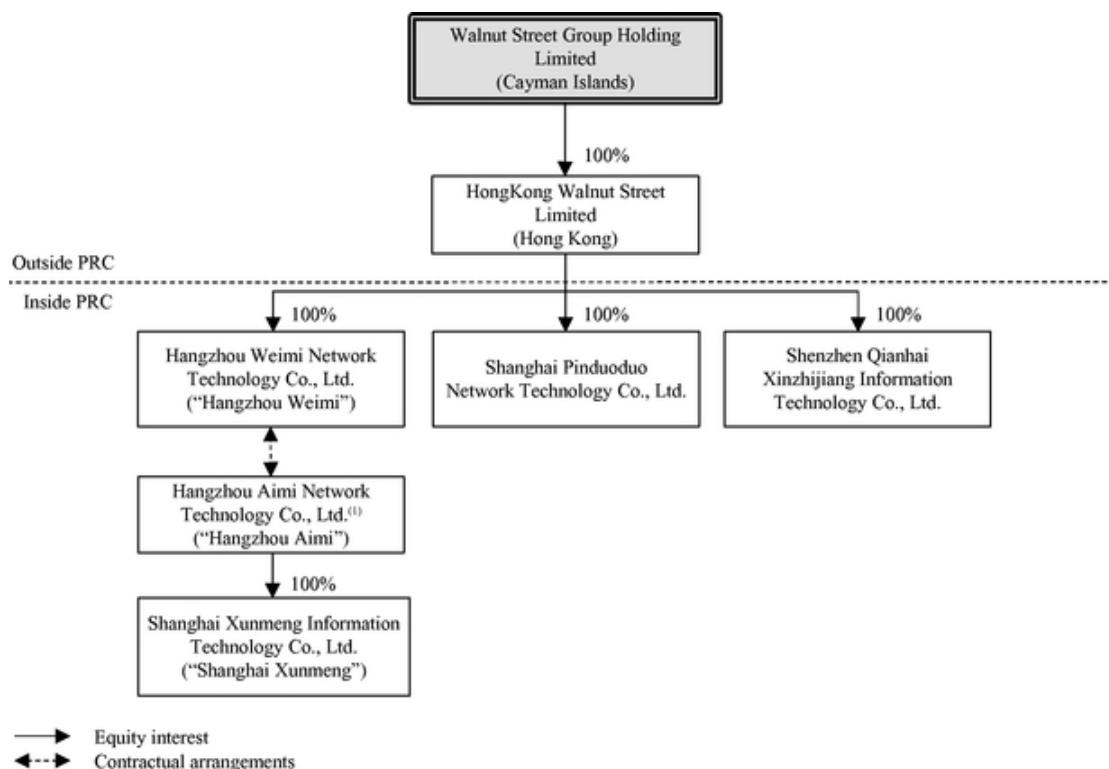 Walnut Street Group Holding
Limited
(Cayman Islands)
100%
HongKong Walnut Street
Limited
(Hong Kong)
Outside PRC
Inside PRC
100%
100%
100%
Hangzhou Weimi Network
Technology Co., Ltd.
(“Hangzhou Weimi”)
Shanghai Pinduoduo
Network Technology Co., Ltd.
Shenzhen Qianhai
Xinzhijiang Information
Technology Co., Ltd.
Hangzhou Aimi Network
Technology Co., Ltd.(1)
(“Hangzhou Aimi”)
100%
Shanghai Xunmeng Information
Technology Co., Ltd.
(“Shanghai Xunmeng”)
Equity interest
Contractual arrangements